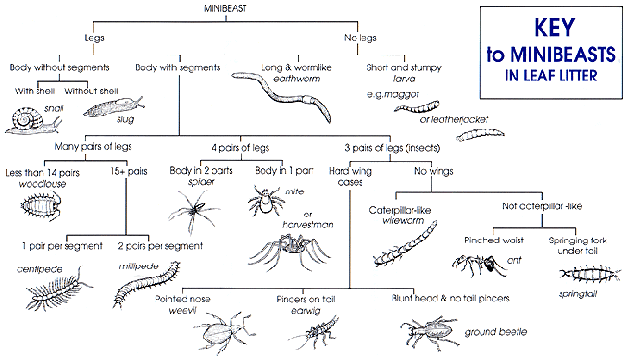 MINIBEAST
KEY
to MINIBEASTS
IN LEAF LITTER
Legs
No legs
Body without segments
Body with segments
Long & wormlike
earthworm
Short and stumpy
larva
e.g. maggot
or leatherjacket
With shell
Without shell
snail
slug
Many pairs of legs
4 pairs of legs
3 pairs of legs (insects)
Less than 14 pairs
woodlouse
15+ pairs
Body in 2 parts
spider
Body in 1 part
mite
or
harvestman
Hard wing
cases
No wings
Caterpillar-like
wireworm
Not caterpillar-like
1 pair per segment
centipede
2 pairs per segment
millipede
Pinched waist
ant
Springing fork
under tail
springtail
Pointed nose
weevil
Pincers on tail
earwig
Blunt head & no tail pincers
ground beetle